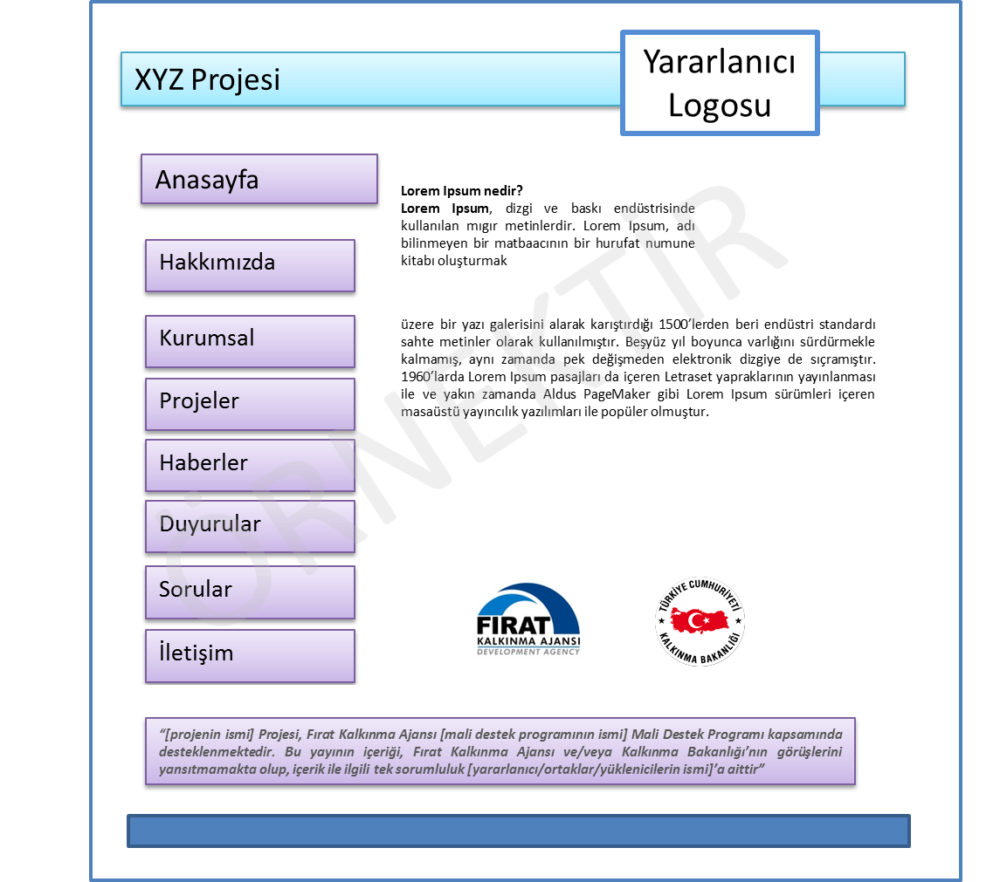 XYZ Projesi
Yararlanıcı
Logosu
Anasayfa
Hakkımızda
Kurumsal
Projeler
Haberler
Duyurular
Sorular
İletişim
Lorem Ipsum nedir?
Lorem Ipsum, dizgi ve baskı endüstrisinde
kullanılan mıgır metinlerdir. Lorem Ipsum, adı
bilinmeyen bir matbaacının bir hurufat numune
kitabı oluşturmak
üzere bir yazı galerisini alarak karıştırdığı 1500’lerden beri endüstri standardı
sahte metinler olarak kullanılmıştır. Beşyüz yıl boyunca varlığını sürdürmekle
kalmamış, aynı zamanda pek değişmeden elektronik dizgiye de sıçramıştır.
1960’larda Lorem Ipsum pasajları da içeren Letraset yapraklarının yayınlanması
ile ve yakın zamanda Aldus PageMaker gibi Lorem Ipsum sürümleri içeren
masaüstü yayıncılık yazılımları ile popüler olmuştur.
ÖRNEKTİR
FIRAT
KALKINMA AJANSI
DEVELOPMENT AGENCY
TÜRKİYE CUMHURİYETİ
KALKINMA BAKANLIĞI
“[projenin ismi] Projesi, Fırat Kalkınma Ajansı [mali destek programının ismi] Mali Destek Programı kapsamında
desteklenmektedir. Bu yayının içeriği, Fırat Kalkınma Ajansı ve/veya Kalkınma Bakanlığı’nın görüşlerini
yansıtmamakta olup, içerik ile ilgili tek sorumluluk [yararlanıcı/ortaklar/yüklenicilerin ismi]’a aittir”